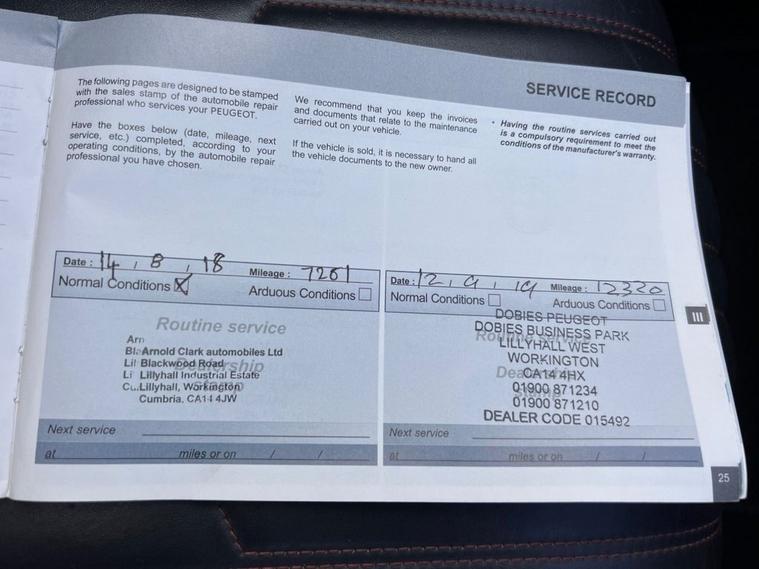 SERVICE RECORD
The following pages are designed to be stamped
with the sales stamp of the automobile repair
professional who services your PEUGEOT.
Have the boxes below (date, mileage, next
service, etc.) completed, according to your
operating conditions, by the automobile repair
professional you have chosen.
We recommend that you keep the invoices
and documents that relate to the maintenance
carried out on your vehicle.
If the vehicle is sold, it is necessary to hand all
the vehicle documents to the new owner.
• Having the routine services carried out
is a compulsory requirement to meet the
conditions of the manufacturer's warranty.
Date : 14 / 8 / 18 Mileage : 7261
Normal Conditions Arduous Conditions
Routine service
Arnold Clark automobiles Ltd
Blackwood Road
Lillyhall Industrial Estate
Lillyhall, Workington
Cumbria, CA14 4JW
Next service
at miles or on / /
Date : 12 / 9 / 19 Mileage : 12320
Normal Conditions Arduous Conditions
DOBIES PEUGEOT
DOBIES BUSINESS PARK
LILLYHALL WEST
WORKINGTON
CA14 4HX
01900 871234
01900 871210
DEALER CODE 015492
Next service
at miles or on / /
III
25